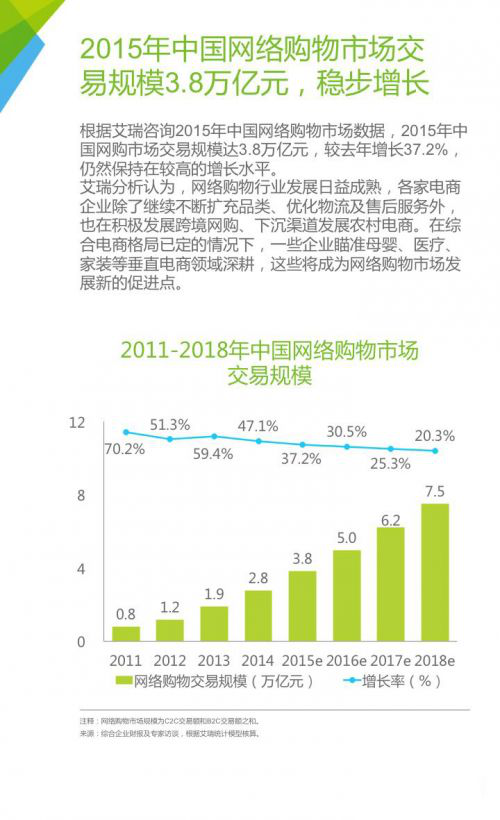 2015年中国网络购物市场交
易规模3.8万亿元，稳步增长
根据艾瑞咨询2015年中国网络购物市场数据，2015年中
国网购市场交易规模达3.8万亿元，较去年增长37.2%，
仍然保持在较高的增长水平。
艾瑞分析认为，网络购物行业发展日益成熟，各家电商
企业除了继续不断扩充品类、优化物流及售后服务外，
也在积极发展跨境网购、下沉渠道发展农村电商。在综
合电商格局已定的情况下，一些企业瞄准母婴、医疗、
家装等垂直电商领域深耕，这些将成为网络购物市场发
展新的促进点。
2011-2018年中国网络购物市场
交易规模
12
8
4
0
70.2%
51.3%
59.4%
47.1%
37.2%
30.5%
25.3%
20.3%
0.8
1.2
1.9
2.8
3.8
5.0
6.2
7.5
2011 2012 2013 2014 2015e 2016e 2017e 2018e
网络购物交易规模（万亿元） 增长率（%）
注释：网络购物市场规模为C2C交易额和B2C交易额之和。
来源：综合企业财报及专家访谈，根据艾瑞统计模型核算。